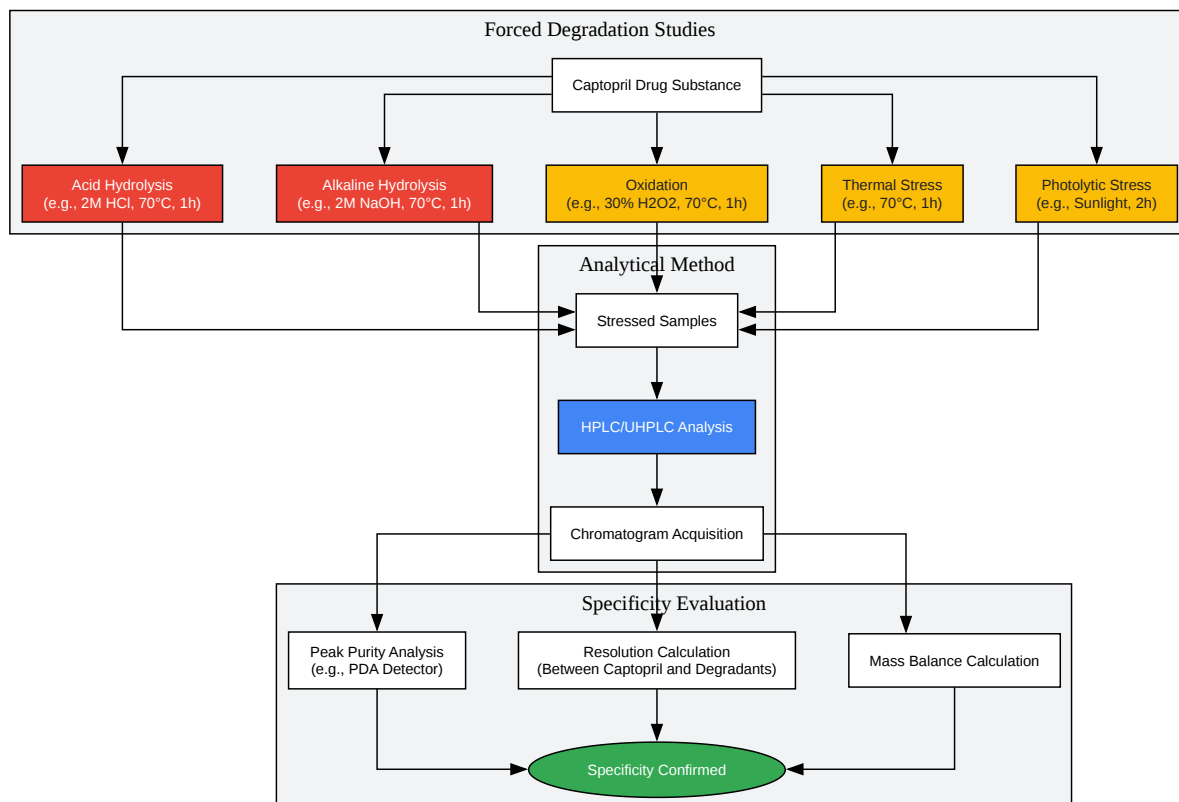 Forced Degradation Studies
Captopril Drug Substance
Acid Hydrolysis
(e.g., 2M HCl, 70°C, 1h)
Alkaline Hydrolysis
(e.g., 2M NaOH, 70°C, 1h)
Oxidation
(e.g., 30% H2O2, 70°C, 1h)
Thermal Stress
(e.g., 70°C, 1h)
Photolytic Stress
(e.g., Sunlight, 2h)
Analytical Method
Stressed Samples
HPLC/UHPLC Analysis
Chromatogram Acquisition
Specificity Evaluation
Peak Purity Analysis
(e.g., PDA Detector)
Resolution Calculation
(Between Captopril and Degradants)
Mass Balance Calculation
Specificity Confirmed